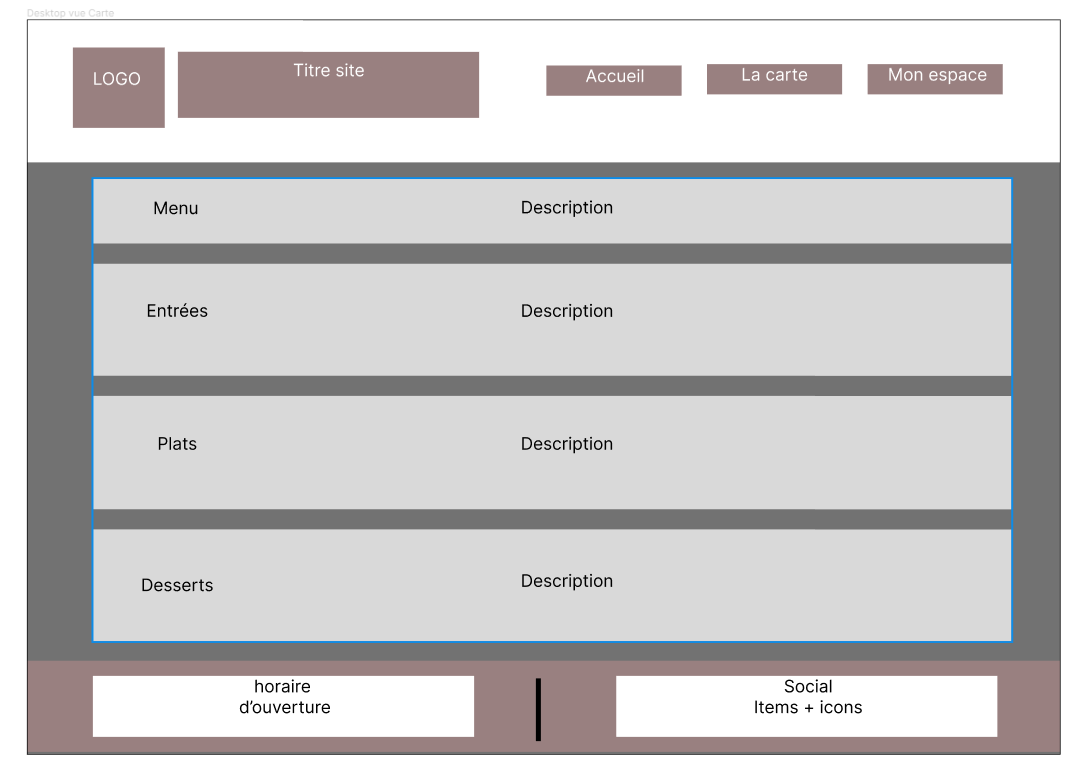 Desktop vue Carte
LOGO
Titre site
Accueil
La carte
Mon espace
Menu
Description
Entrées
Description
Plats
Description
Desserts
Description
horaire
d’ouverture
Social
Items + icons